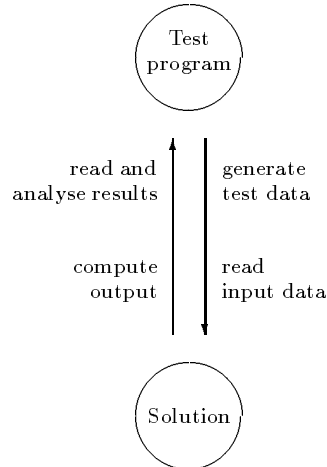 Test
program
read and
analyse results
generate
test data
compute
output
read
input data
Solution